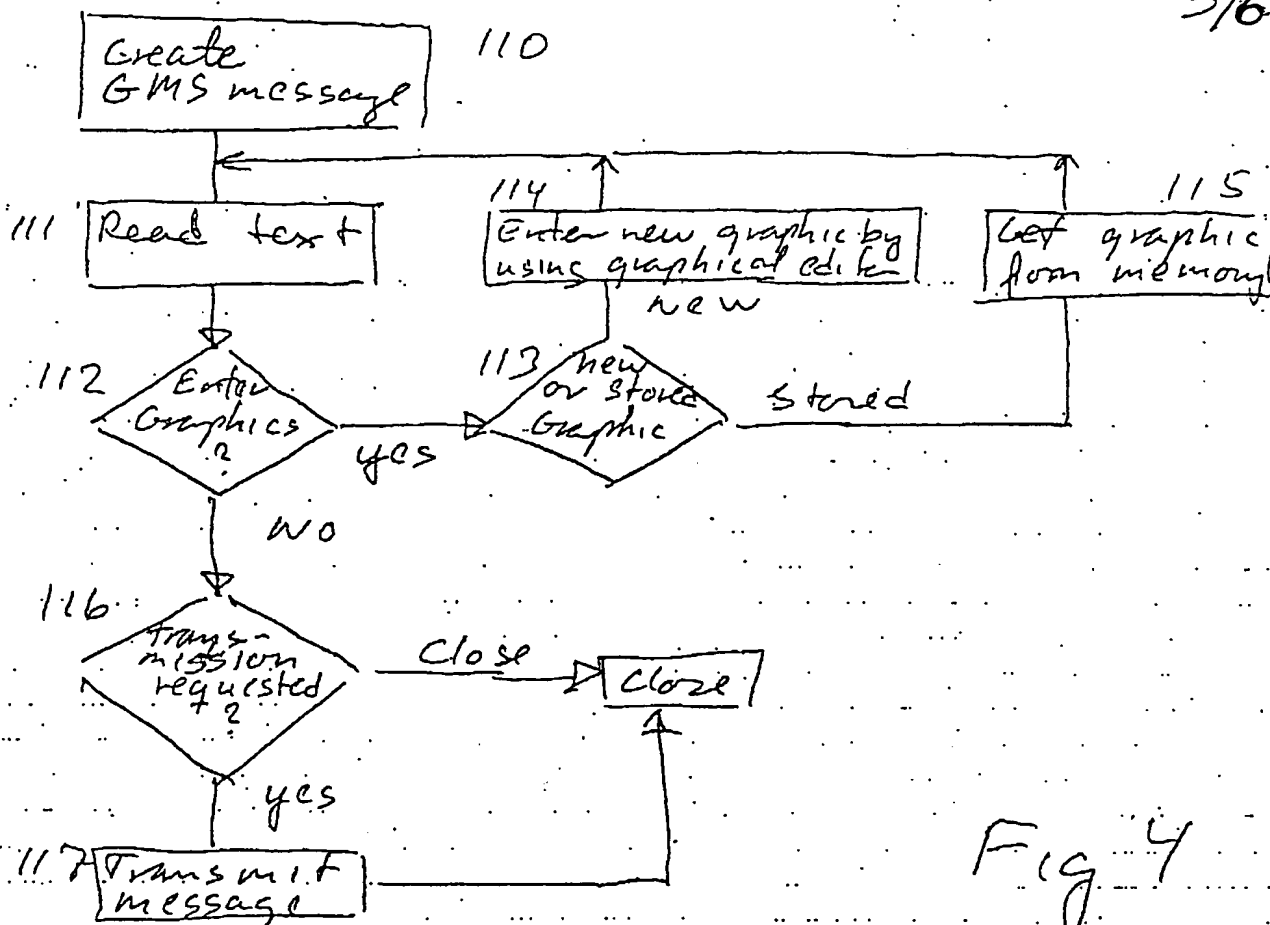 3/6
Create
GMS message
110
111
Read text
114
Enter new graphic by
using graphical editor
new
115
Get graphic
from memory
112
Enter
Graphics
?
yes
113
new
or stored
Graphic
stored
NO
116
trans-
mission
requested
?
Close
Close
yes
117
Transmit
message
Fig 4